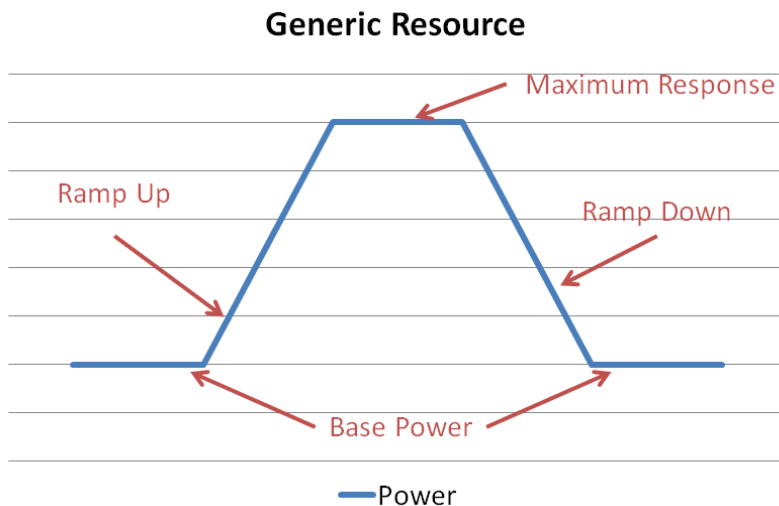 Generic Resource
Maximum Response
Ramp Up
Ramp Down
Base Power
Power